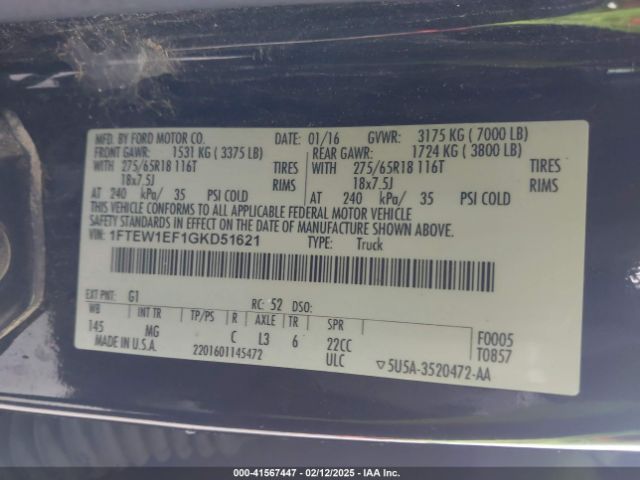 MFD. BY FORD MOTOR CO. DATE: 01/16 GVWR: 3175 KG ( 7000 LB)
FRONT GAWR: 1531 KG ( 3375 LB) REAR GAWR: 1724 KG ( 3800 LB)
WITH 275/65R18 116T TIRES WITH 275/65R18 116T TIRES
18x7.5J RIMS 18x7.5J RIMS
AT 240 kPa/ 35 PSI COLD AT 240 kPa/ 35 PSI COLD
THIS VEHICLE CONFORMS TO ALL APPLICABLE FEDERAL MOTOR VEHICLE
SAFETY STANDARDS IN EFFECT ON THE DATE OF MANUFACTURE SHOWN ABOVE.
VIN: 1FTEW1EF1GKD51621 TYPE: Truck
EXT PNT: G1 RC: 52 DSO:
WB INT TR TP/PS R AXLE TR SPR
145 MG C L3 6 22CC F0005
MADE IN U.S.A. 2201601145472 ULC T0857
▽5U5A-3520472-AA
000-41567447 - 02/12/2025 - IAA Inc.